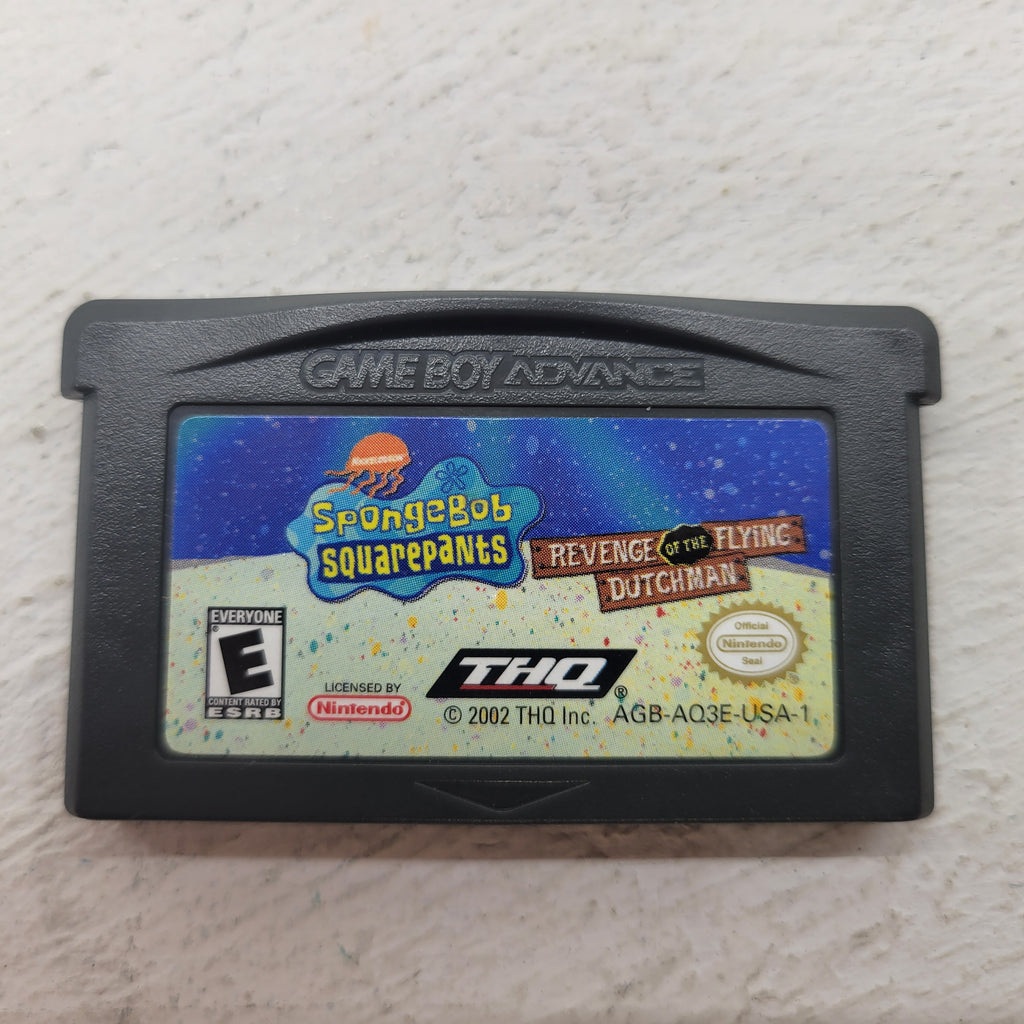 GAME BOY ADVANCE
NICKELODEON
SpongeBob
SQUAREPANTS
REVENGE OF THE FLYING
DUTCHMAN
EVERYONE
E
CONTENT RATED BY
ESRB
LICENSED BY
Nintendo®
THQ®
© 2002 THQ Inc. AGB-AQ3E-USA-1
Official
Nintendo
Seal